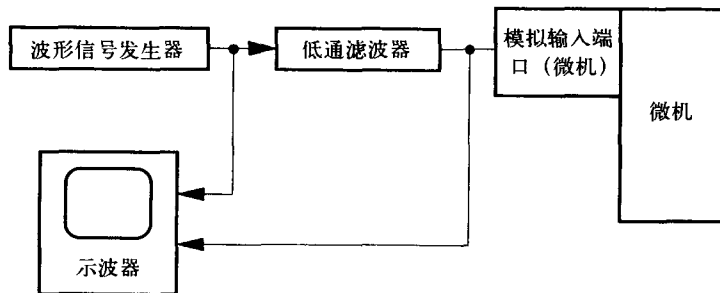 波形信号发生器
低通滤波器
模拟输入端
口（微机）
微机
示波器